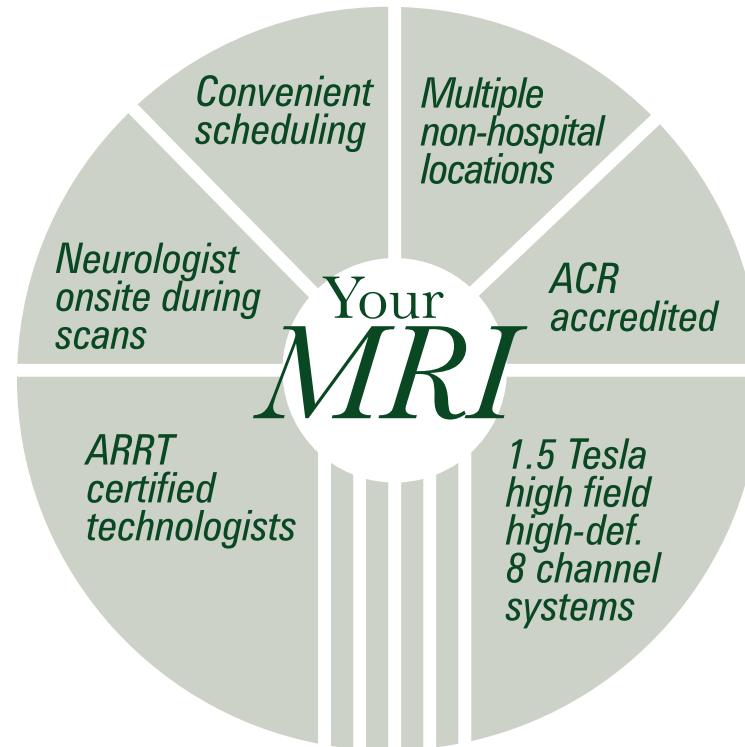 Convenient
scheduling
Multiple
non-hospital
locations
Neurologist
onsite during
scans
ACR
accredited
Your
MRI
ARRT
certified
technologists
1.5 Tesla
high field
high-def.
8 channel
systems